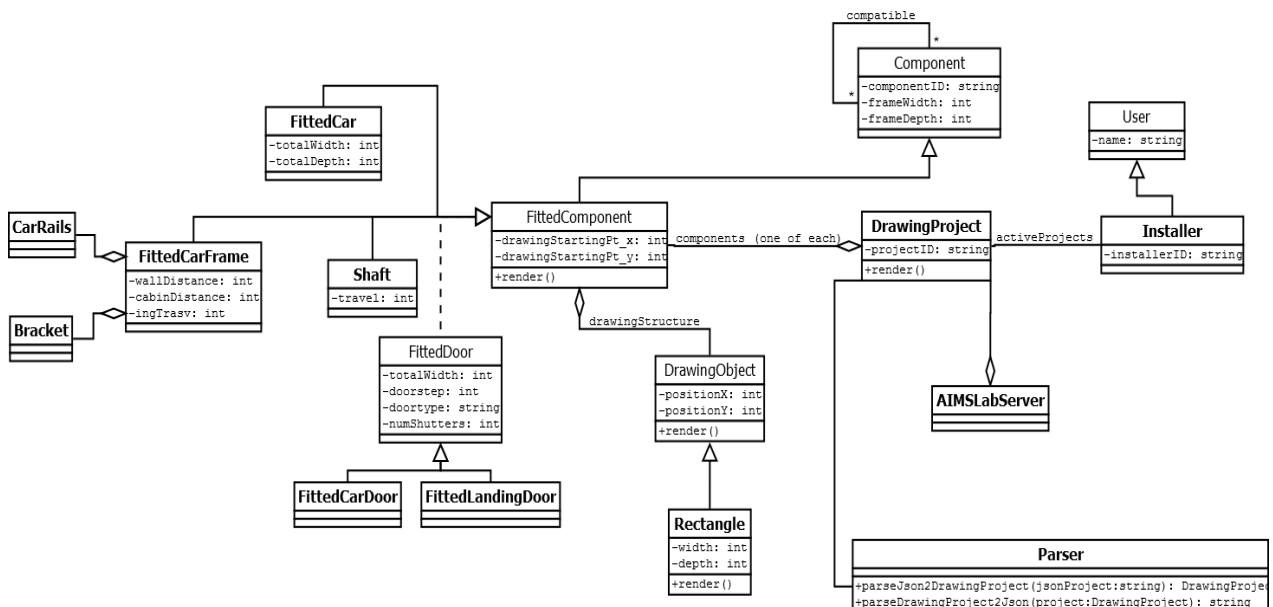 compatible
*
*
Component
-componentID: string
-frameWidth: int
-frameDepth: int
User
-name: string
FittedCar
-totalWidth: int
-totalDepth: int
CarRails
FittedCarFrame
-wallDistance: int
-cabinDistance: int
-ingTrasv: int
Bracket
Shaft
-travel: int
FittedComponent
-drawingStartingPt_x: int
-drawingStartingPt_y: int
+render()
components (one of each)
DrawingProject
-projectID: string
+render()
activeProjects
Installer
-installerID: string
drawingStructure
FittedDoor
-totalWidth: int
-doorstep: int
-doortype: string
-numShutters: int
DrawingObject
-positionX: int
-positionY: int
+render()
AIMSLabServer
FittedCarDoor
FittedLandingDoor
Rectangle
-width: int
-depth: int
+render()
Parser
+parseJson2DrawingProject(jsonProject:string): DrawingProjec
+parseDrawingProject2Json(project:DrawingProject): string